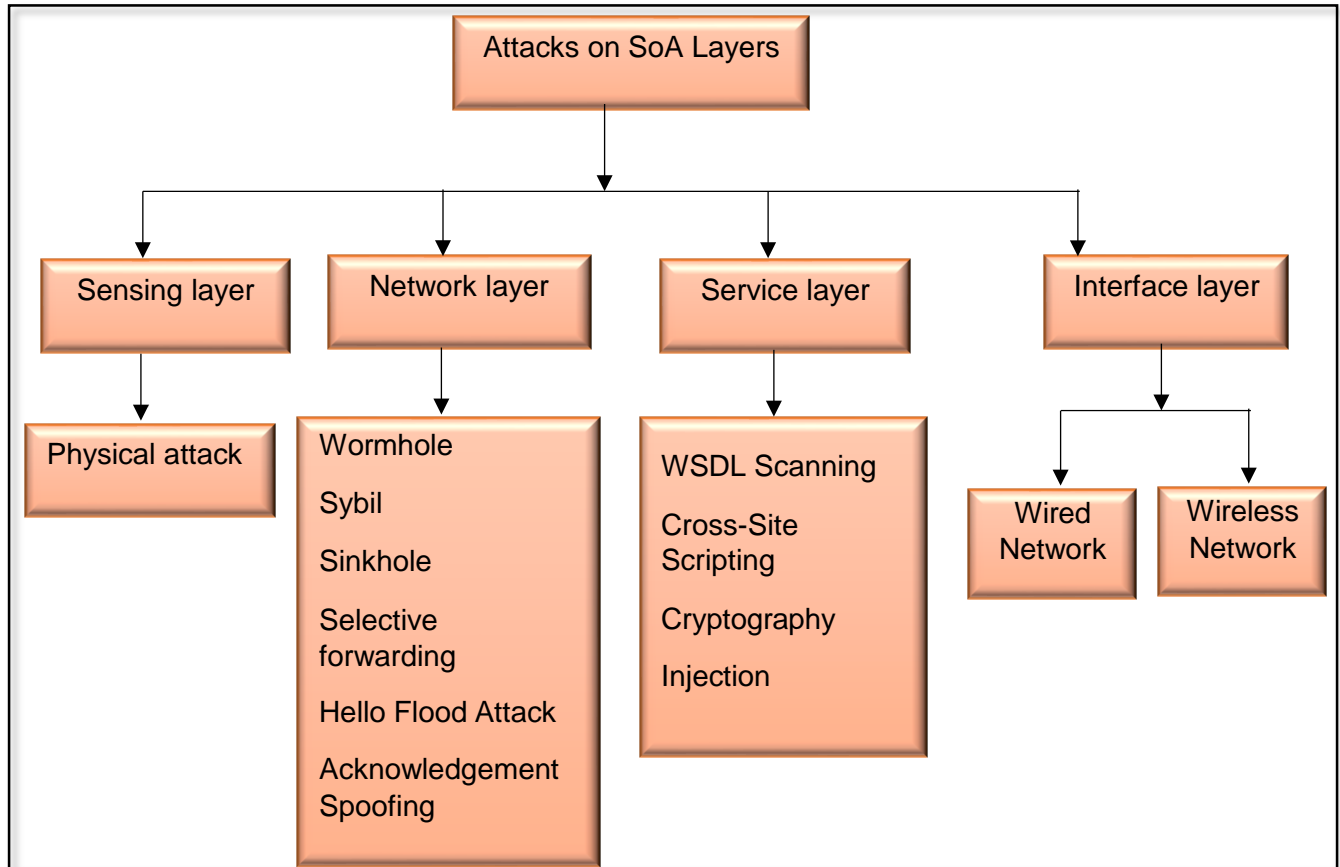 Attacks on SoA Layers
Sensing layer
Network layer
Service layer
Interface layer
Physical attack
Wormhole
Sybil
Sinkhole
Selective
forwarding
Hello Flood Attack
Acknowledgement
Spoofing
WSDL Scanning
Cross-Site
Scripting
Cryptography
Injection
Wired
Network
Wireless
Network